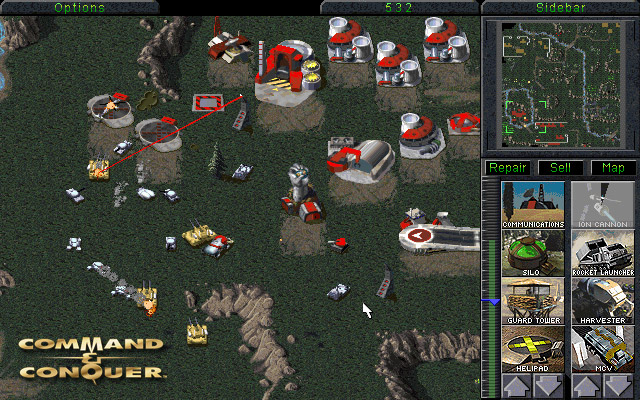 Options
532
Sidebar
Repair
Sell
Map
COMMUNICATIONS
ION CANNON
SILO
ROCKET LAUNCHER
GUARD TOWER
HARVESTER
HELIPAD
MCV
COMMAND
&
CONQUER